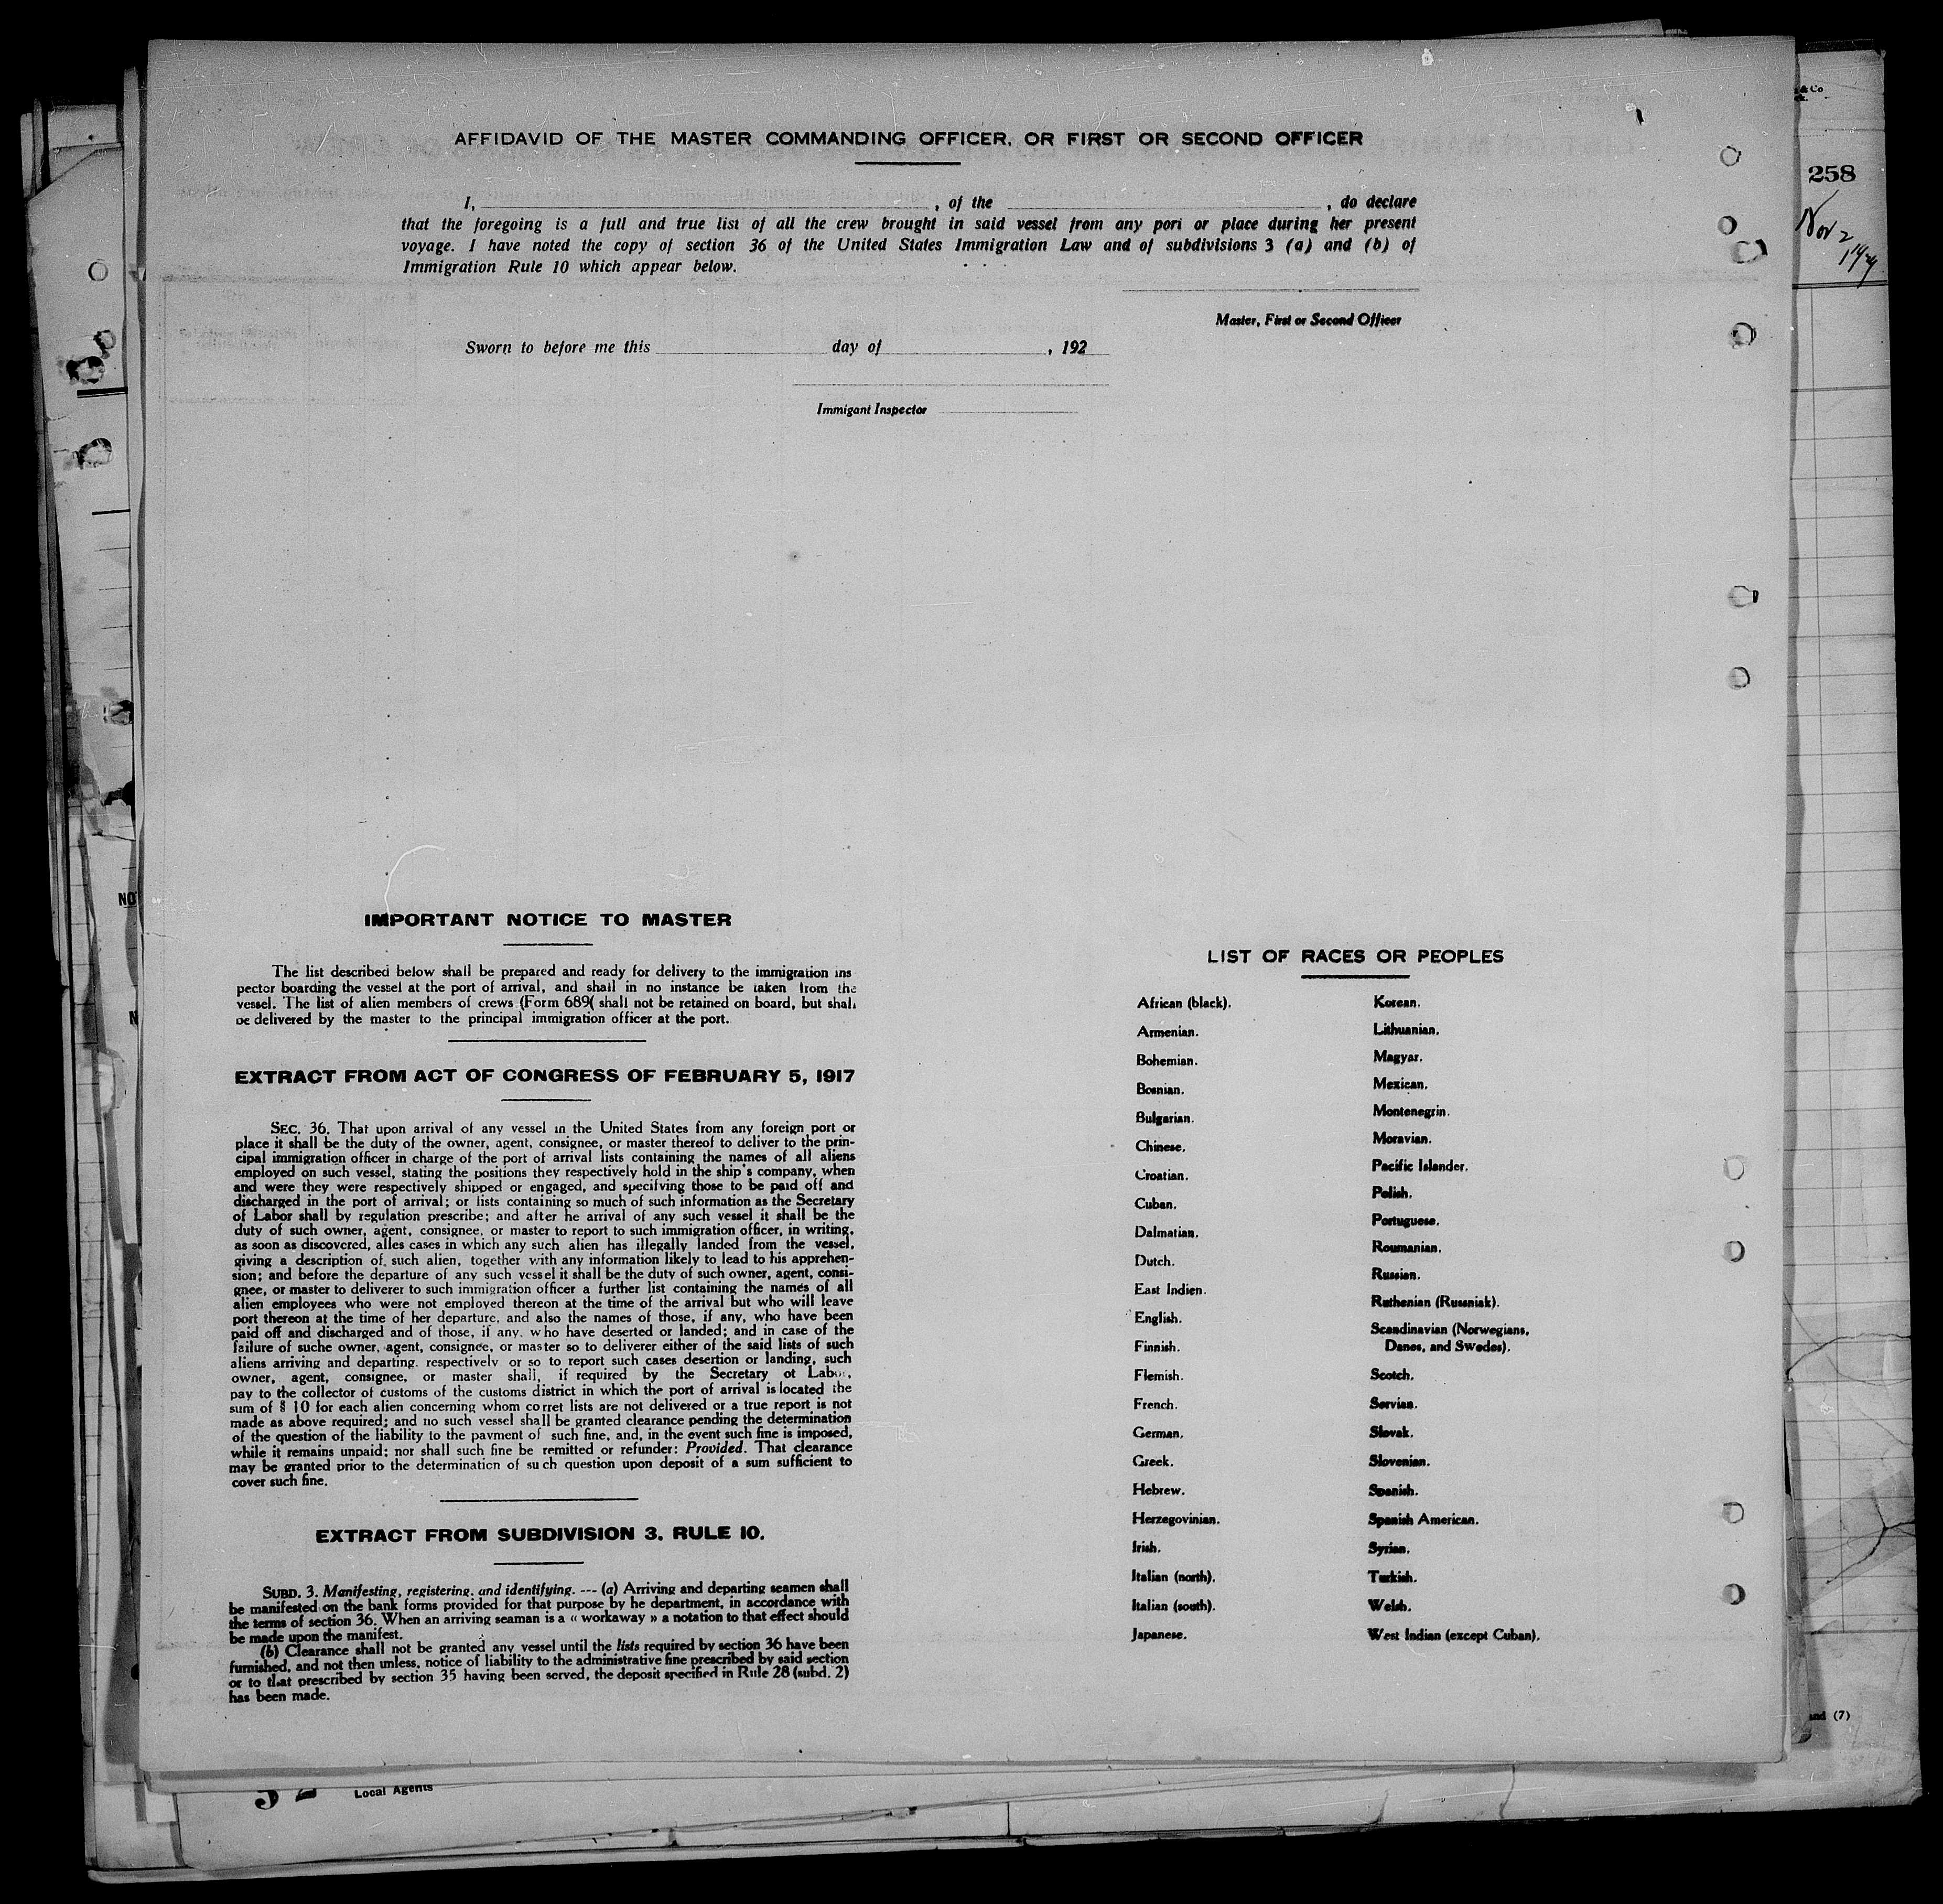 AFFIDAVID OF THE MASTER COMMANDING OFFICER, OR FIRST OR SECOND OFFICER
I, , of the , do declare
that the foregoing is a full and true list of all the crew brought in said vessel from any port or place during her present
voyage. I have noted the copy of section 36 of the United States Immigration Law and of subdivisions 3 (a) and (b) of
Immigration Rule 10 which appear below.
Master, First or Second Officer
Sworn to before me this day of , 192
Immigant Inspector
IMPORTANT NOTICE TO MASTER
The list described below shall be prepared and ready for delivery to the immigration ins
pector boarding the vessel at the port of arrival, and shall in no instance be taken from the
vessel. The list of alien members of crews (Form 689( shall not be retained on board, but shall
be delivered by the master to the principal immigration officer at the port.
EXTRACT FROM ACT OF CONGRESS OF FEBRUARY 5, 1917
SEC. 36. That upon arrival of any vessel in the United States from any foreign port or
place it shall be the duty of the owner, agent, consignee, or master thereof to deliver to the prin-
cipal immigration officer in charge of the port of arrival lists containing the names of all aliens
employed on such vessel, stating the positions they respectively hold in the ship's company, when
and were they were respectively shipped or engaged, and specifying those to be paid off and
discharged in the port of arrival; or lists containing so much of such information as the Secretary
of Labor shall by regulation prescribe; and after he arrival of any such vessel it shall be the
duty of such owner, agent, consignee, or master to report to such immigration officer, in writing,
as soon as discovered, alles cases in which any such alien has illegally landed from the vessel,
giving a description of such alien, together with any information likely to lead to his apprehen-
sion; and before the departure of any such vessel it shall be the duty of such owner, agent, consi-
gnee, or master to deliverer to such immigration officer a further list containing the names of all
alien employees who were not employed thereon at the time of the arrival but who will leave
port thereon at the time of her departure, and also the names of those, if any, who have been
paid off and discharged and of those, if any. who have deserted or landed; and in case of the
failure of suche owner, agent, consignee, or master so to deliverer either of the said lists of such
aliens arriving and departing. respectively or so to report such cases desertion or landing, such
owner, agent, consignee, or master shall, if required by the Secretary of Labor,
pay to the collector of customs of the customs district in which the port of arrival is located the
sum of § 10 for each alien concerning whom corret lists are not delivered or a true report is not
made as above required; and no such vessel shall be granted clearance pending the determination
of the question of the liability to the payment of such fine, and, in the event such fine is imposed,
while it remains unpaid; nor shall such fine be remitted or refunder: Provided. That clearance
may be granted prior to the determination of such question upon deposit of a sum sufficient to
cover such fine.
EXTRACT FROM SUBDIVISION 3. RULE 10.
SUBD. 3. Manifesting, registering, and identifying. --- (a) Arriving and departing seamen shall
be manifested on the bank forms provided for that purpose by he department, in accordance with
the terms of section 36. When an arriving seaman is a « workaway » a notation to that effect should
be made upon the manifest.
(b) Clearance shall not be granted any vessel until the lists required by section 36 have been
furnished, and not then unless, notice of liability to the administrative fine prescribed by said section
or to that prescribed by section 35 having been served, the deposit specified in Rule 28 (subd. 2)
has been made.
LIST OF RACES OR PEOPLES
African (black).
Armenian.
Bohemian.
Bosnian.
Bulgarian.
Chinese.
Croatian.
Cuban.
Dalmatian.
Dutch.
East Indien.
English.
Finnish.
Flemish.
French.
German.
Greek.
Hebrew.
Herzegovinian.
Irish.
Italian (north).
Italian (south).
Japanese.
Korean.
Lithuanian.
Magyar.
Mexican.
Montenegrin.
Moravian.
Pacific Islander.
Polish.
Portuguese.
Roumanian.
Russian.
Ruthenian (Russniak).
Scandinavian (Norwegians,
Danes, and Swedes).
Scotch.
Servian.
Slovak.
Slovenian.
Spanish.
Spanish American.
Syrian.
Turkish.
Welsh.
West Indian (except Cuban).
& Co
258
Nov 2
and (7)
NO
N
Local Agents